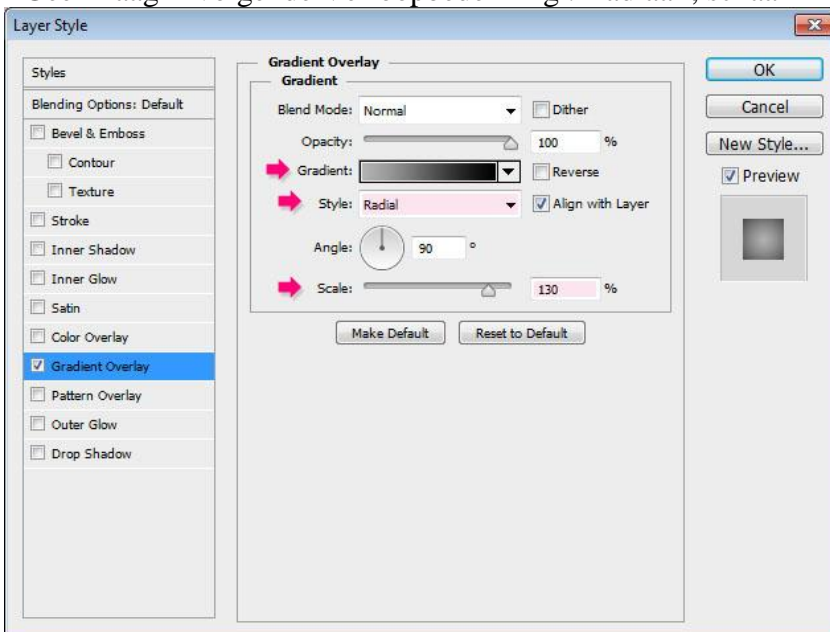 Layer Style
Styles
Blending Options: Default
Bevel & Emboss
Contour
Texture
Stroke
Inner Shadow
Inner Glow
Satin
Color Overlay
Gradient Overlay
Pattern Overlay
Outer Glow
Drop Shadow
Gradient Overlay
Gradient
Blend Mode: Normal Dither
Opacity: 100 %
Gradient: Reverse
Style: Radial Align with Layer
Angle: 90 °
Scale: 130 %
Make Default Reset to Default
OK
Cancel
New Style...
Preview